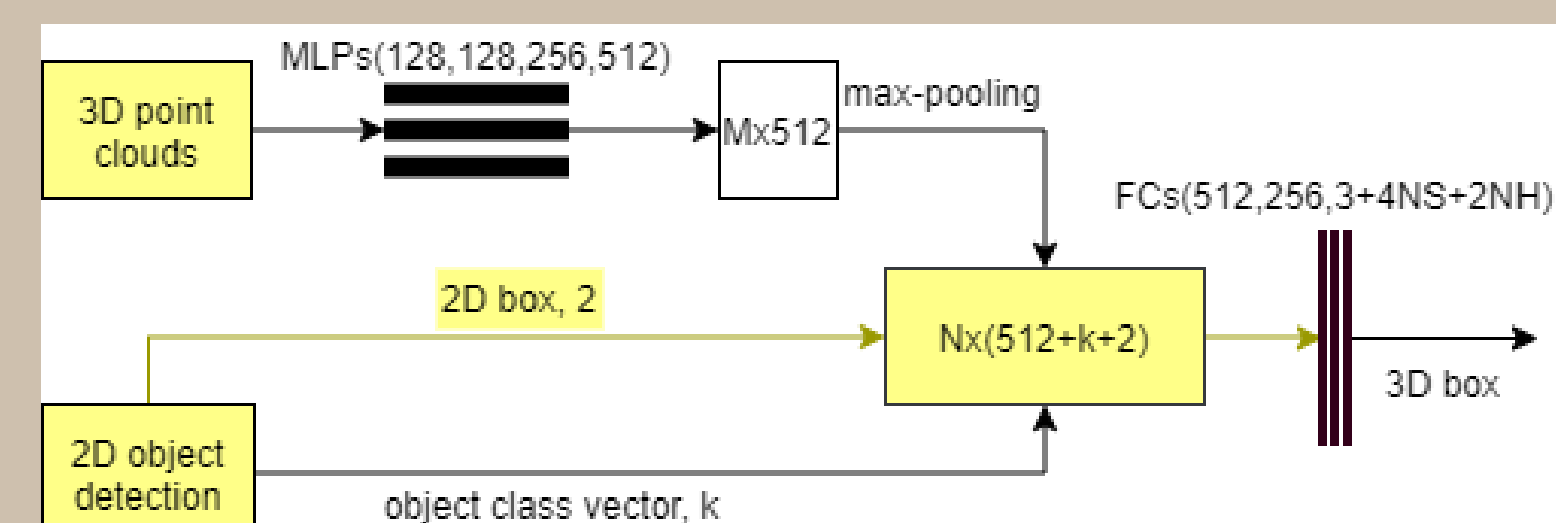 MLPs(128,128,256,512)
3D point
clouds
Mx512
max-pooling
FCs(512,256,3+4NS+2NH)
2D box, 2
Nx(512+k+2)
3D box
2D object
detection
object class vector, k